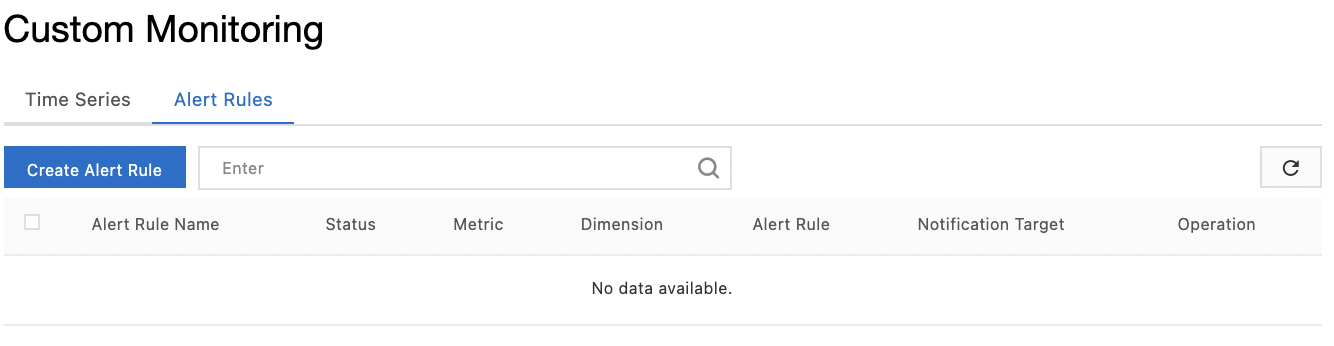 Custom Monitoring
Time Series Alert Rules
Create Alert Rule Enter
Alert Rule Name Status Metric Dimension Alert Rule Notification Target Operation
No data available.